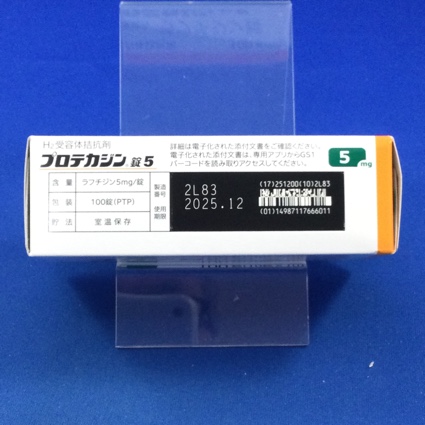 H₂受容体拮抗剤
プロテカジン錠5
含量 ラフチジン5mg/錠
包装 100錠(PTP)
貯法 室温保存
製造番号 2L83
使用期限 2025.12
詳細は電子化された添付文書をご確認ください。
電子化された添付文書は、専用アプリからGS1
バーコードを読み取りアクセスしてください。
5mg
(17)251200(10)2L83
(01)14987117666011